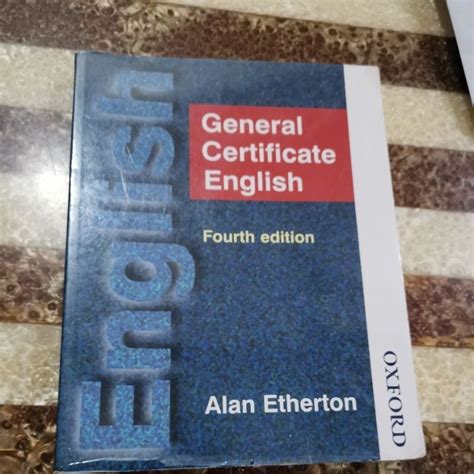 English
General
Certificate
English
Fourth edition
Alan Etherton
OXFORD